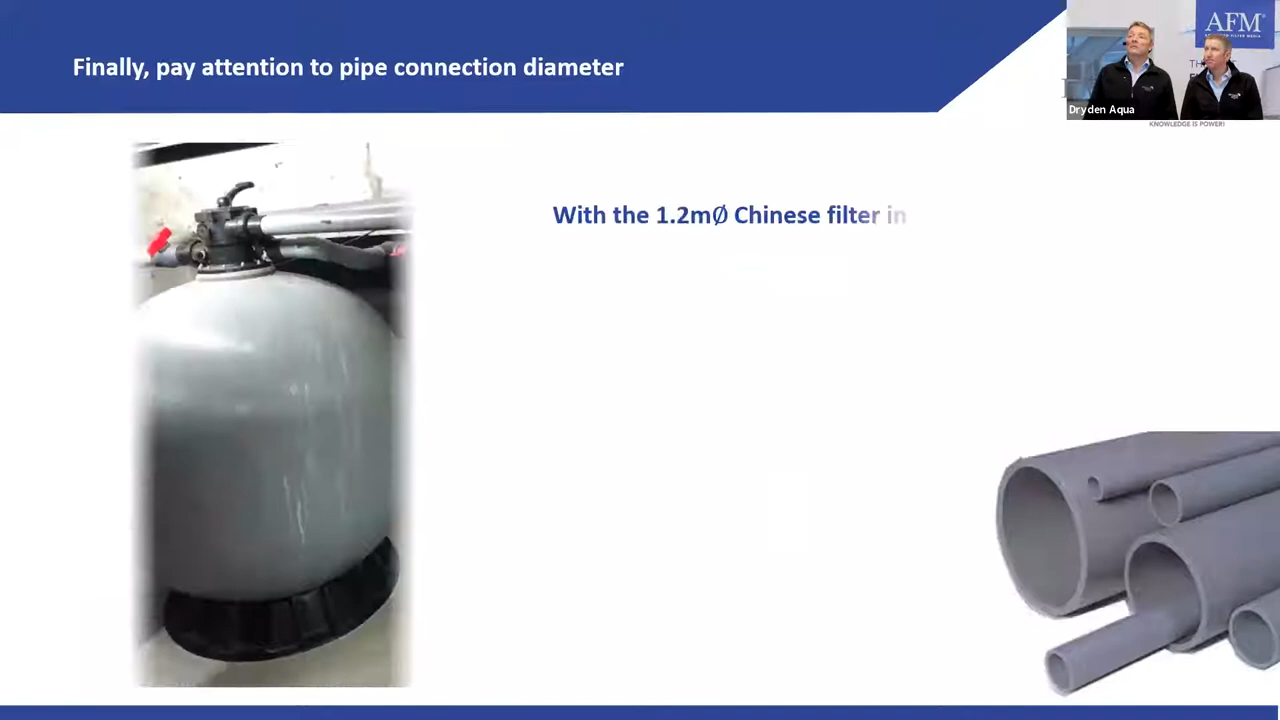 Finally, pay attention to pipe connection diameter
AFM®
Dryden Aqua
KNOWLEDGE IS POWER!
With the 1.2mØ Chinese filter in